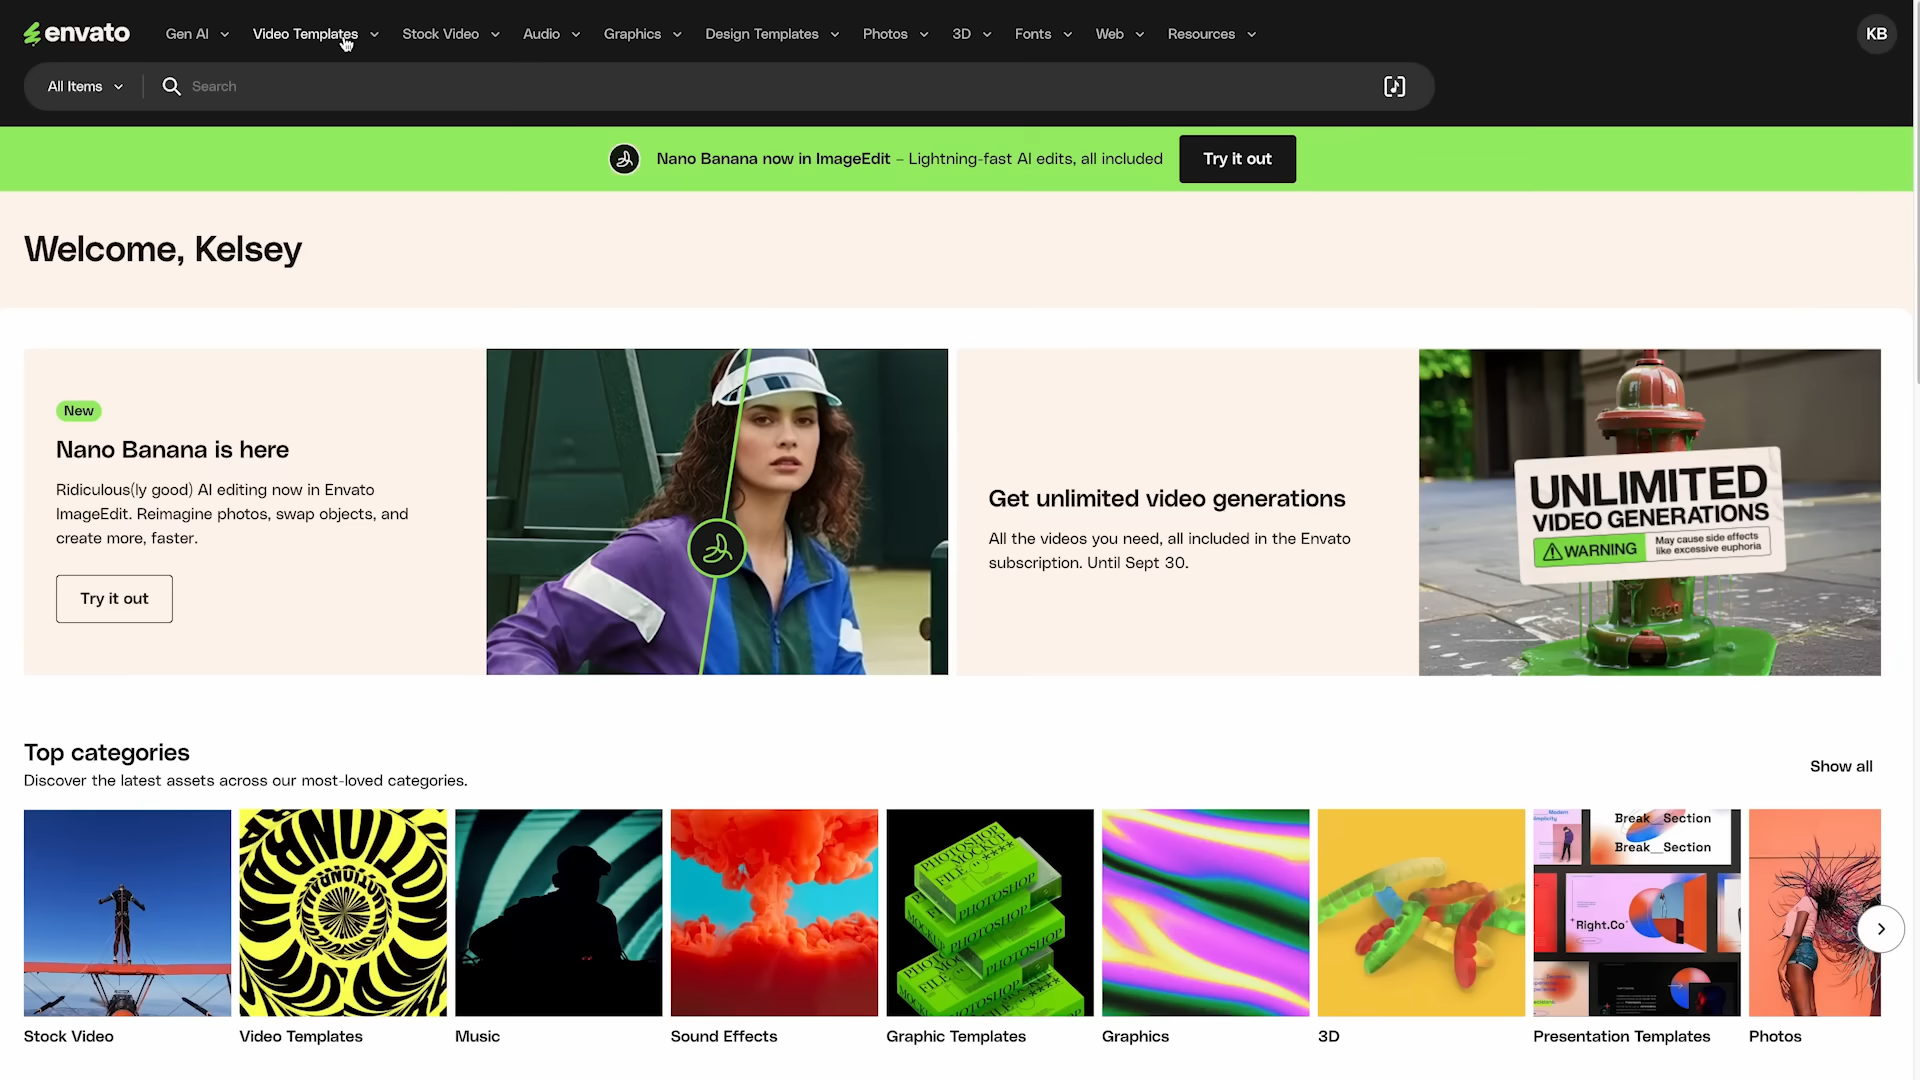 envato
Gen AI
Video Templates
Stock Video
Audio
Graphics
Design Templates
Photos
3D
Fonts
Web
Resources
KB
All Items
Search
Nano Banana now in ImageEdit – Lightning-fast AI edits, all included
Try it out
Welcome, Kelsey
New
Nano Banana is here
Ridiculous(ly good) AI editing now in Envato
ImageEdit. Reimagine photos, swap objects, and
create more, faster.
Try it out
Get unlimited video generations
All the videos you need, all included in the Envato
subscription. Until Sept 30.
UNLIMITED
VIDEO GENERATIONS
WARNING
May cause side effects
like excessive euphoria
Top categories
Discover the latest assets across our most-loved categories.
Show all
PHOTOSHOP
FILE MOCKUP
PHOTOSHOP
Break__Section
Break__Section
Right.Co
Stock Video
Video Templates
Music
Sound Effects
Graphic Templates
Graphics
3D
Presentation Templates
Photos